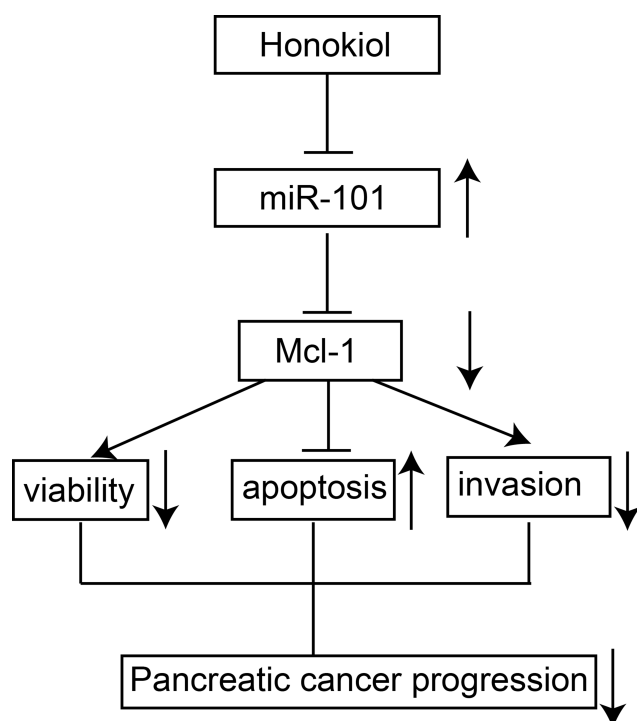 Honokiol
miR-101
Mcl-1
viability
apoptosis
invasion
Pancreatic cancer progression